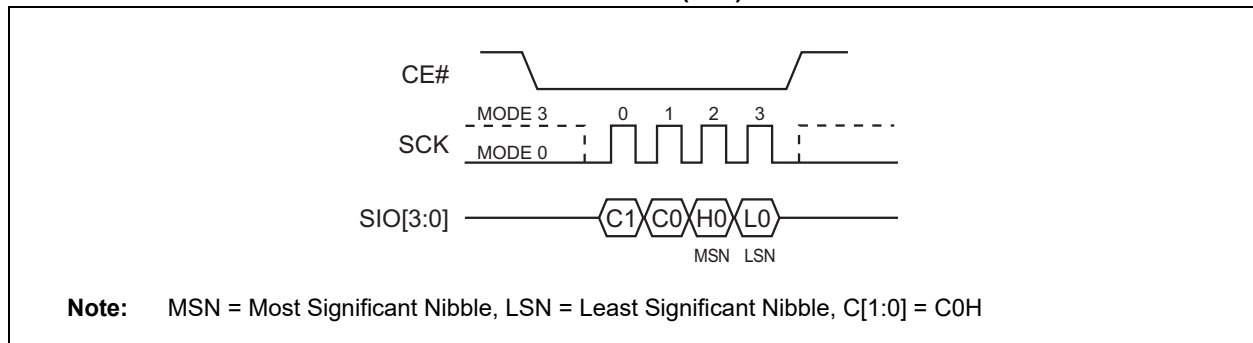 CE#
MODE 3 0 1 2 3
SCK
MODE 0
SIO[3:0] C1 C0 H0 L0
MSN LSN
Note: MSN = Most Significant Nibble, LSN = Least Significant Nibble, C[1:0] = C0H